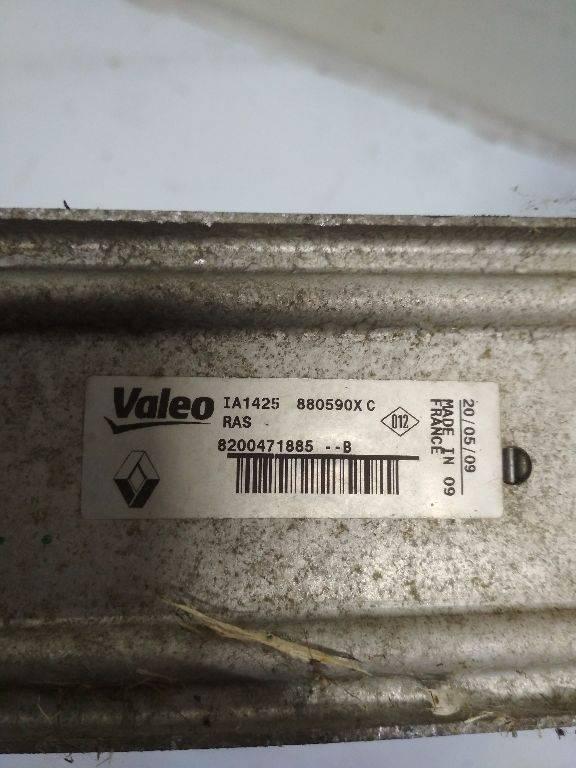 Valeo IA1425 880590X C
RAS
012
8200471885 --B
20/05/09
MADE IN 09
FRANCE